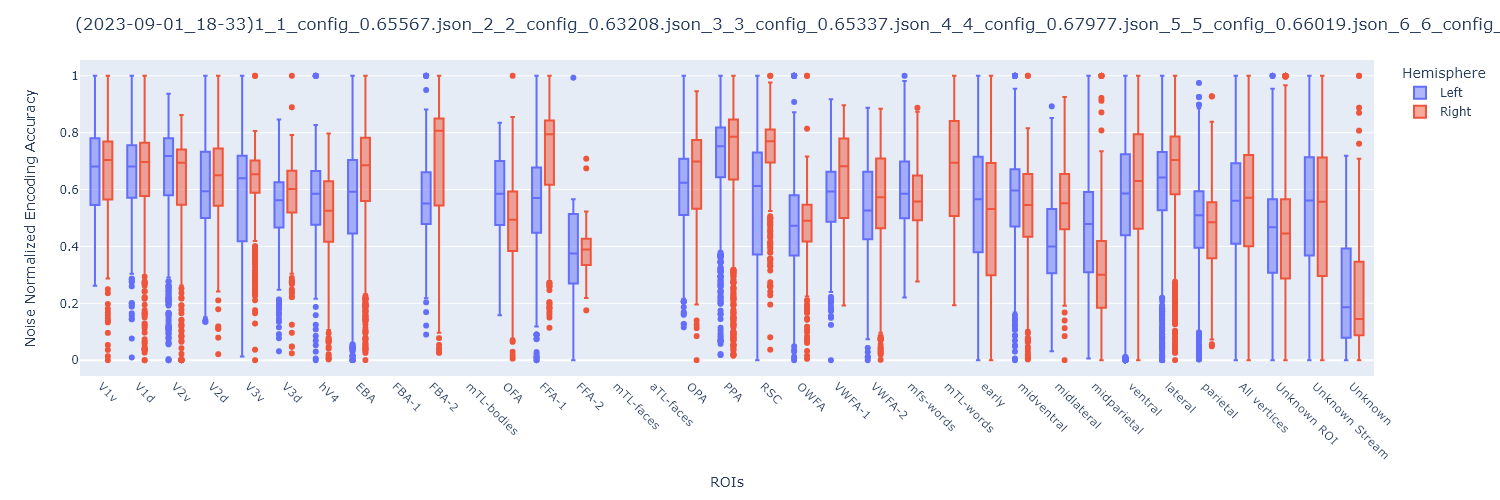 (2023-09-01_18-33)1_1_config_0.65567.json_2_2_config_0.63208.json_3_3_config_0.65337.json_4_4_config_0.67977.json_5_5_config_0.66019.json_6_6_config_
Hemisphere
Left
Right
Noise Normalized Encoding Accuracy
1
0.8
0.6
0.4
0.2
0
V1v
V1d
V2v
V2d
V3v
V3d
hV4
EBA
FBA-1
FBA-2
mTL-bodies
OFA
FFA-1
FFA-2
mTL-faces
aTL-faces
OPA
PPA
RSC
OWFA
VWFA-1
VWFA-2
mfs-words
mTL-words
early
midventral
midlateral
midparietal
ventral
lateral
parietal
All vertices
Unknown ROI
Unknown Stream
Unknown
ROIs